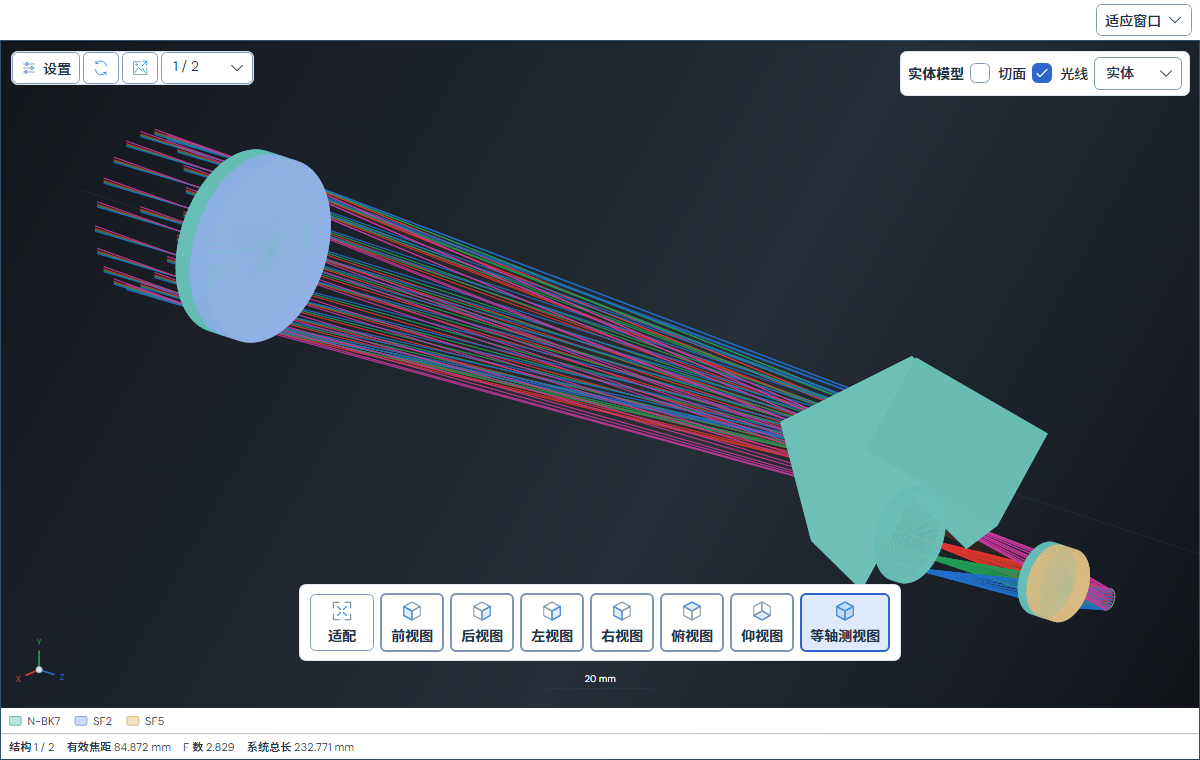 适应窗口
设置
1 / 2
实体模型 切面 光线 实体
适配 前视图 后视图 左视图 右视图 俯视图 仰视图 等轴测视图
Y
X
Z
20 mm
N-BK7 SF2 SF5
结构 1 / 2 有效焦距 84.872 mm F 数 2.829 系统总长 232.771 mm